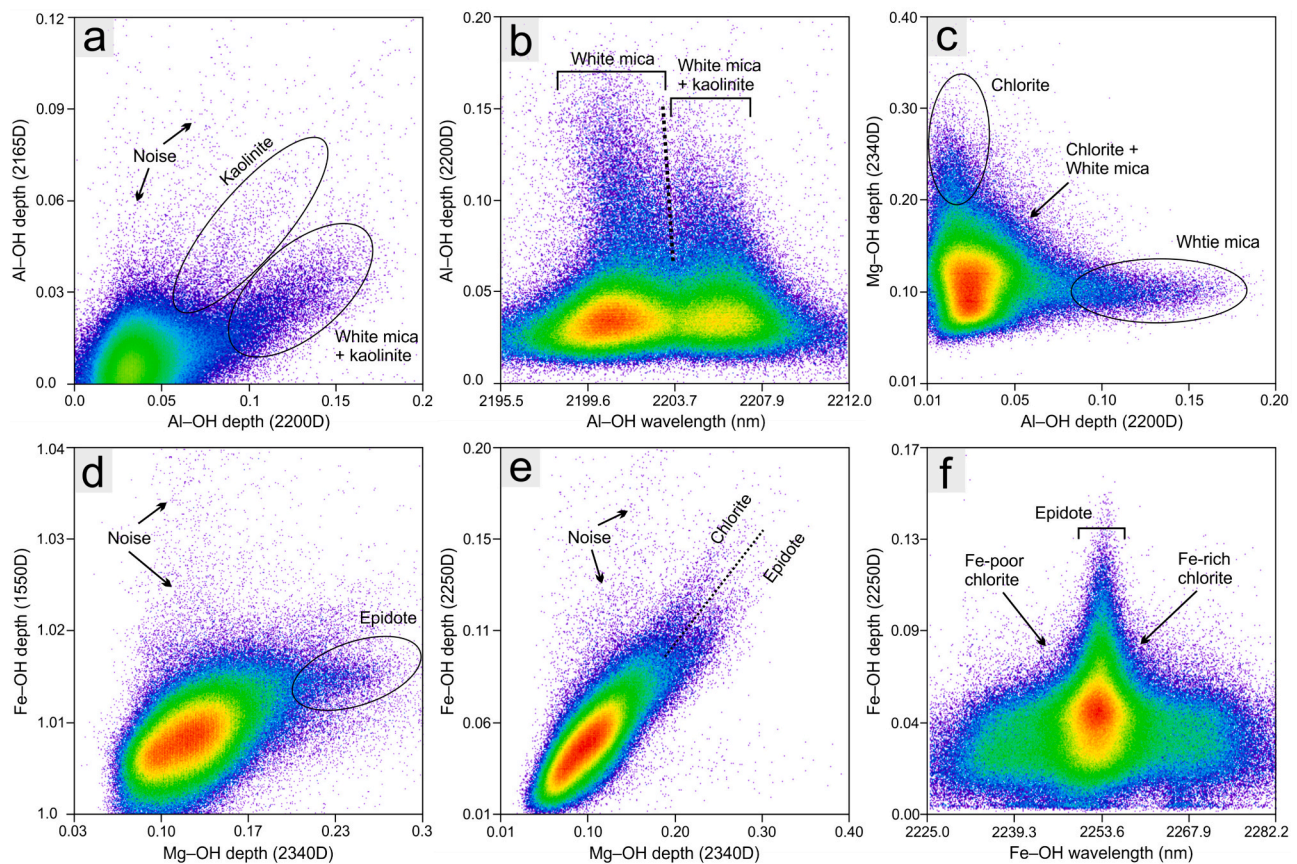 a
0.12
0.09
0.06
0.03
0.0
Al–OH depth (2165D)
Noise
Kaolinite
White mica
+ kaolinite
0.0
0.05
0.10
0.15
0.2
Al–OH depth (2200D)
b
0.20
0.15
0.10
0.05
0.0
Al–OH depth (2200D)
White mica
White mica
+ kaolinite
2195.5
2199.6
2203.7
2207.9
2212.0
Al–OH wavelength (nm)
c
0.40
0.30
0.20
0.10
0.01
Mg–OH depth (2340D)
Chlorite
Chlorite +
White mica
Whtie mica
0.01
0.05
0.10
0.15
0.20
Al–OH depth (2200D)
d
1.04
1.03
1.02
1.01
1.0
Fe–OH depth (1550D)
Noise
Epidote
0.03
0.10
0.17
0.23
0.3
Mg–OH depth (2340D)
e
0.20
0.15
0.11
0.06
0.01
Fe–OH depth (2250D)
Noise
Chlorite
Epidote
0.01
0.10
0.20
0.30
0.40
Mg–OH depth (2340D)
f
0.17
0.13
0.09
0.04
0.00
Fe–OH depth (2250D)
Epidote
Fe-poor
chlorite
Fe-rich
chlorite
2225.0
2239.3
2253.6
2267.9
2282.2
Fe–OH wavelength (nm)